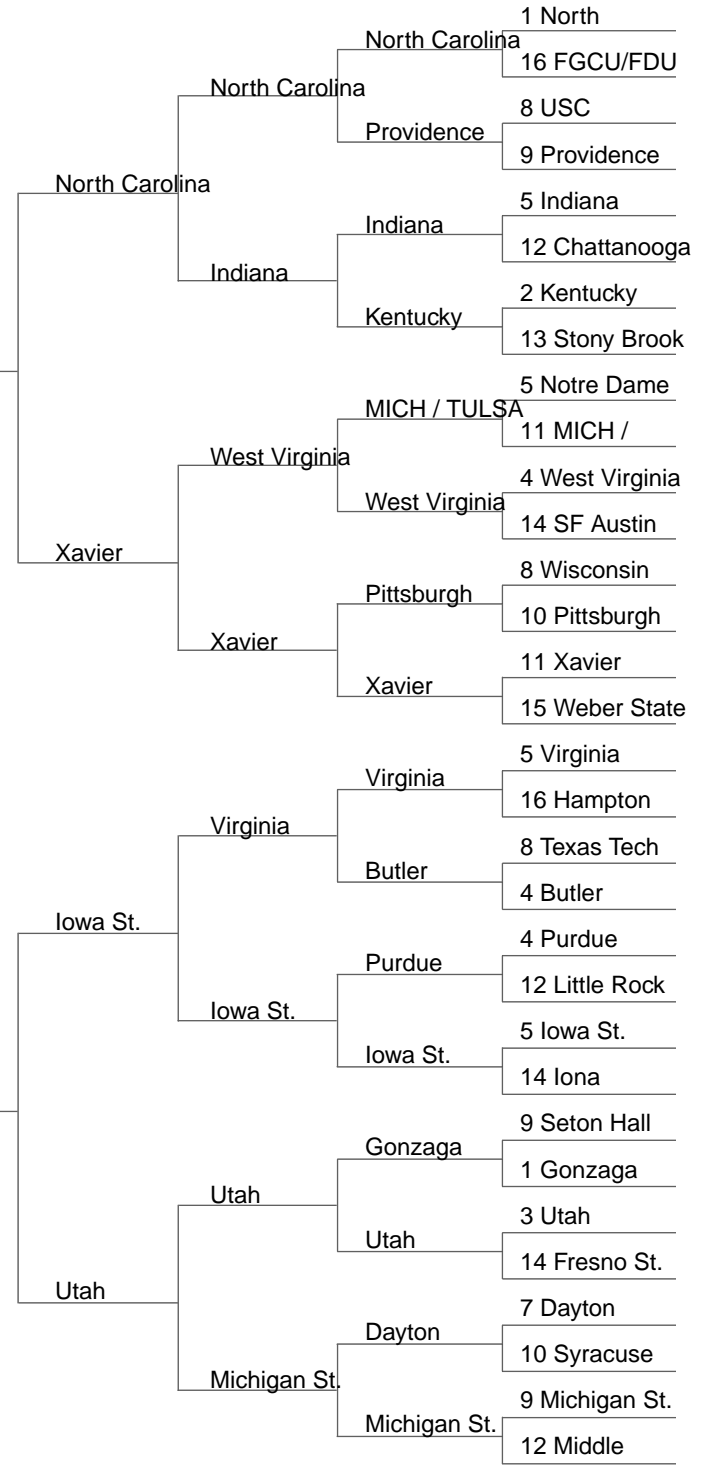 1 North
North Carolina
16 FGCU/FDU
North Carolina
8 USC
Providence
9 Providence
North Carolina
5 Indiana
Indiana
12 Chattanooga
Indiana
2 Kentucky
Kentucky
13 Stony Brook
5 Notre Dame
MICH / TULSA
11 MICH /
West Virginia
4 West Virginia
West Virginia
14 SF Austin
Xavier
8 Wisconsin
Pittsburgh
10 Pittsburgh
Xavier
11 Xavier
Xavier
15 Weber State
5 Virginia
Virginia
16 Hampton
Virginia
8 Texas Tech
Butler
4 Butler
Iowa St.
4 Purdue
Purdue
12 Little Rock
Iowa St.
5 Iowa St.
Iowa St.
14 Iona
9 Seton Hall
Gonzaga
1 Gonzaga
Utah
3 Utah
Utah
14 Fresno St.
Utah
7 Dayton
Dayton
10 Syracuse
Michigan St.
9 Michigan St.
Michigan St.
12 Middle